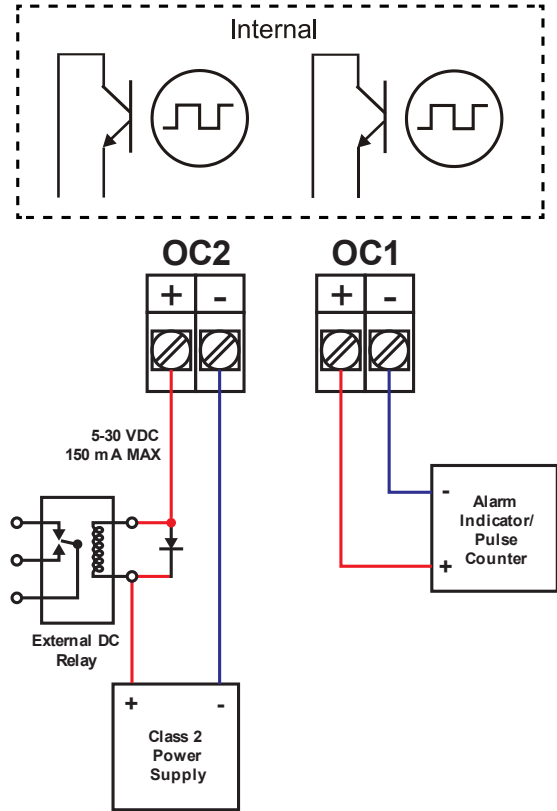 Internal
OC2
OC1
+ -
+ -
5-30 VDC
150 mA MAX
-
Alarm
Indicator/
Pulse
Counter
+
External DC
Relay
+ -
Class 2
Power
Supply